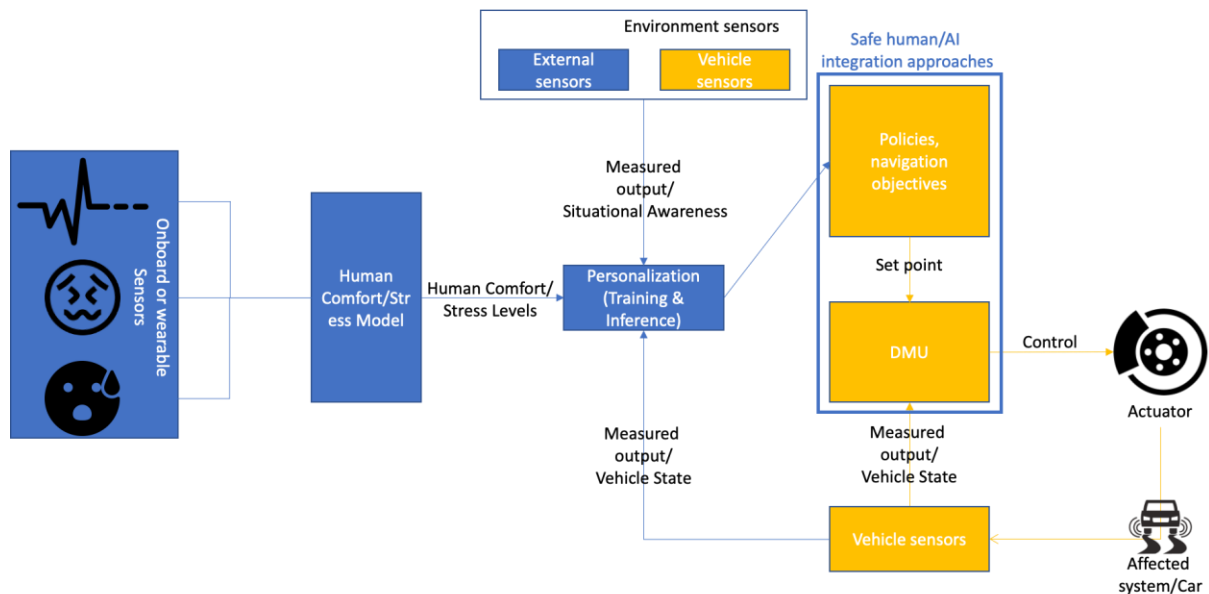 Environment sensors
External
sensors
Vehicle
sensors
Safe human/AI
integration approaches
Policies,
navigation
objectives
Measured
output/
Situational Awareness
Onboard or wearable
Sensors
Human
Comfort/Str
ess Model
Human Comfort/
Stress Levels
Personalization
(Training &
Inference)
Set point
DMU
Control
Actuator
Measured
output/
Vehicle State
Measured
output/
Vehicle State
Vehicle sensors
Affected
system/Car